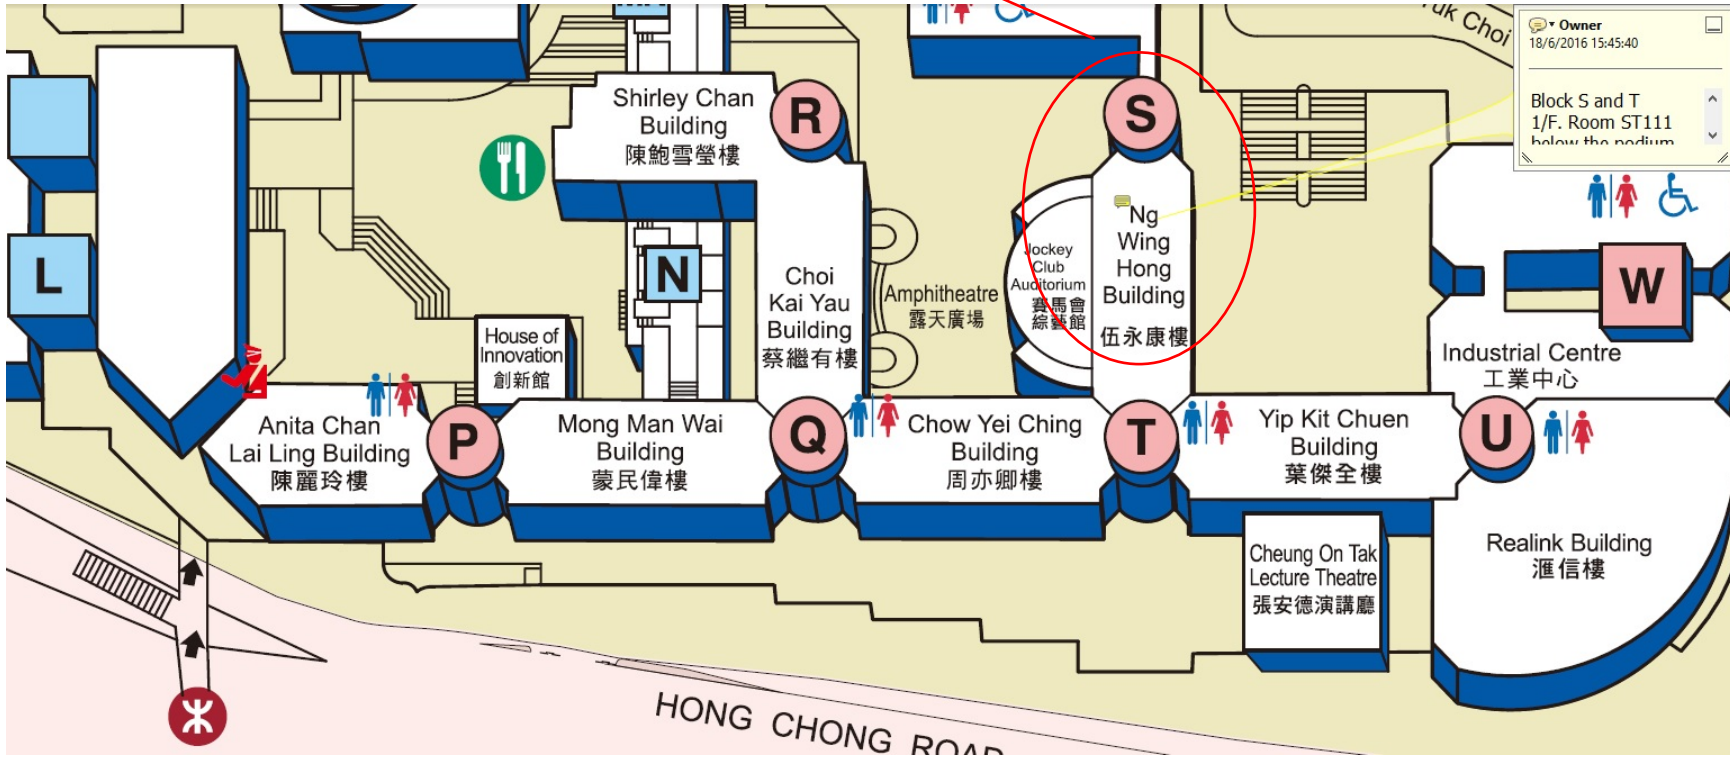 uk Choi
Owner
18/6/2016 15:45:40
Block S and T
1/F. Room ST111
below the podium
R
Shirley Chan
Building
陳鮑雪瑩樓
S
L
N
Choi
Kai Yau
Building
蔡繼有樓
Amphitheatre
露天廣場
Jockey
Club
Auditorium
賽馬會
綜藝館
Ng
Wing
Hong
Building
伍永康樓
W
Industrial Centre
工業中心
House of
Innovation
創新館
Anita Chan
Lai Ling Building
陳麗玲樓
P
Mong Man Wai
Building
蒙民偉樓
Q
Chow Yei Ching
Building
周亦卿樓
T
Yip Kit Chuen
Building
葉傑全樓
U
Cheung On Tak
Lecture Theatre
張安德演講廳
Realink Building
滙信樓
HONG CHONG ROAD